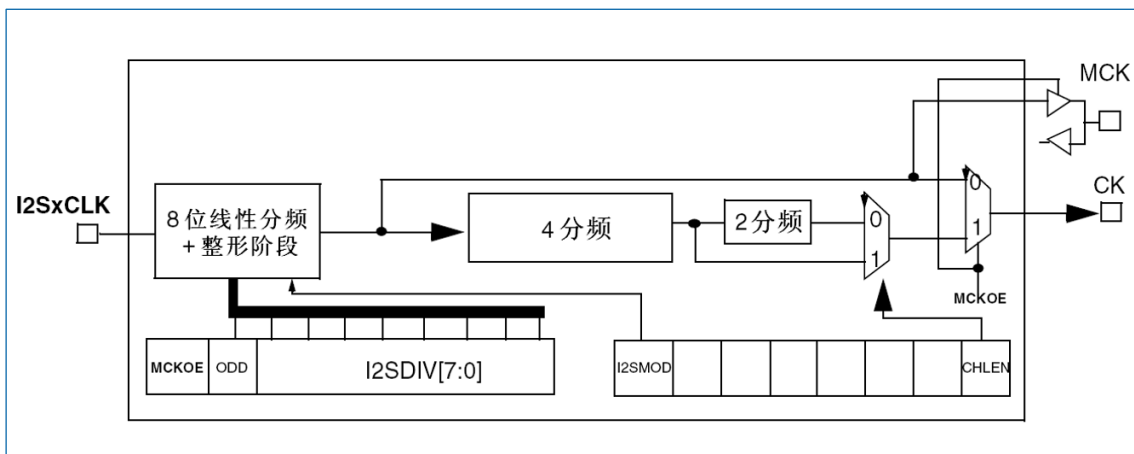 MCK
I2SxCLK
8位线性分频
+整形阶段
4分频
2分频
0
1
0
1
CK
MCKOE
MCKOE
ODD
I2SDIV[7:0]
I2SMOD
CHLEN